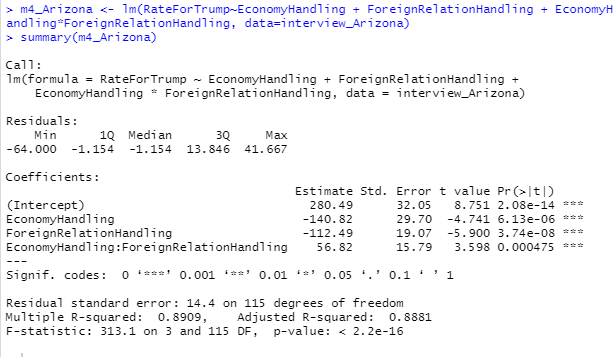 > m4_Arizona <- lm(RateForTrump~EconomyHandling + ForeignRelationHandling + EconomyH
andling*ForeignRelationHandling, data=interview_Arizona)
> summary(m4_Arizona)
Call:
lm(formula = RateForTrump ~ EconomyHandling + ForeignRelationHandling +
EconomyHandling * ForeignRelationHandling, data = interview_Arizona)
Residuals:
Min 1Q Median 3Q Max
-64.000 -1.154 -1.154 13.846 41.667
Coefficients:
Estimate Std. Error t value Pr(>|t|)
(Intercept) 280.49 32.05 8.751 2.08e-14 ***
EconomyHandling -140.82 29.70 -4.741 6.13e-06 ***
ForeignRelationHandling -112.49 19.07 -5.900 3.74e-08 ***
EconomyHandling:ForeignRelationHandling 56.82 15.79 3.598 0.000475 ***
---
Signif. codes: 0 ‘***’ 0.001 ‘**’ 0.01 ‘*’ 0.05 ‘.’ 0.1 ‘ ’ 1
Residual standard error: 14.4 on 115 degrees of freedom
Multiple R-squared: 0.8909, Adjusted R-squared: 0.8881
F-statistic: 313.1 on 3 and 115 DF, p-value: < 2.2e-16